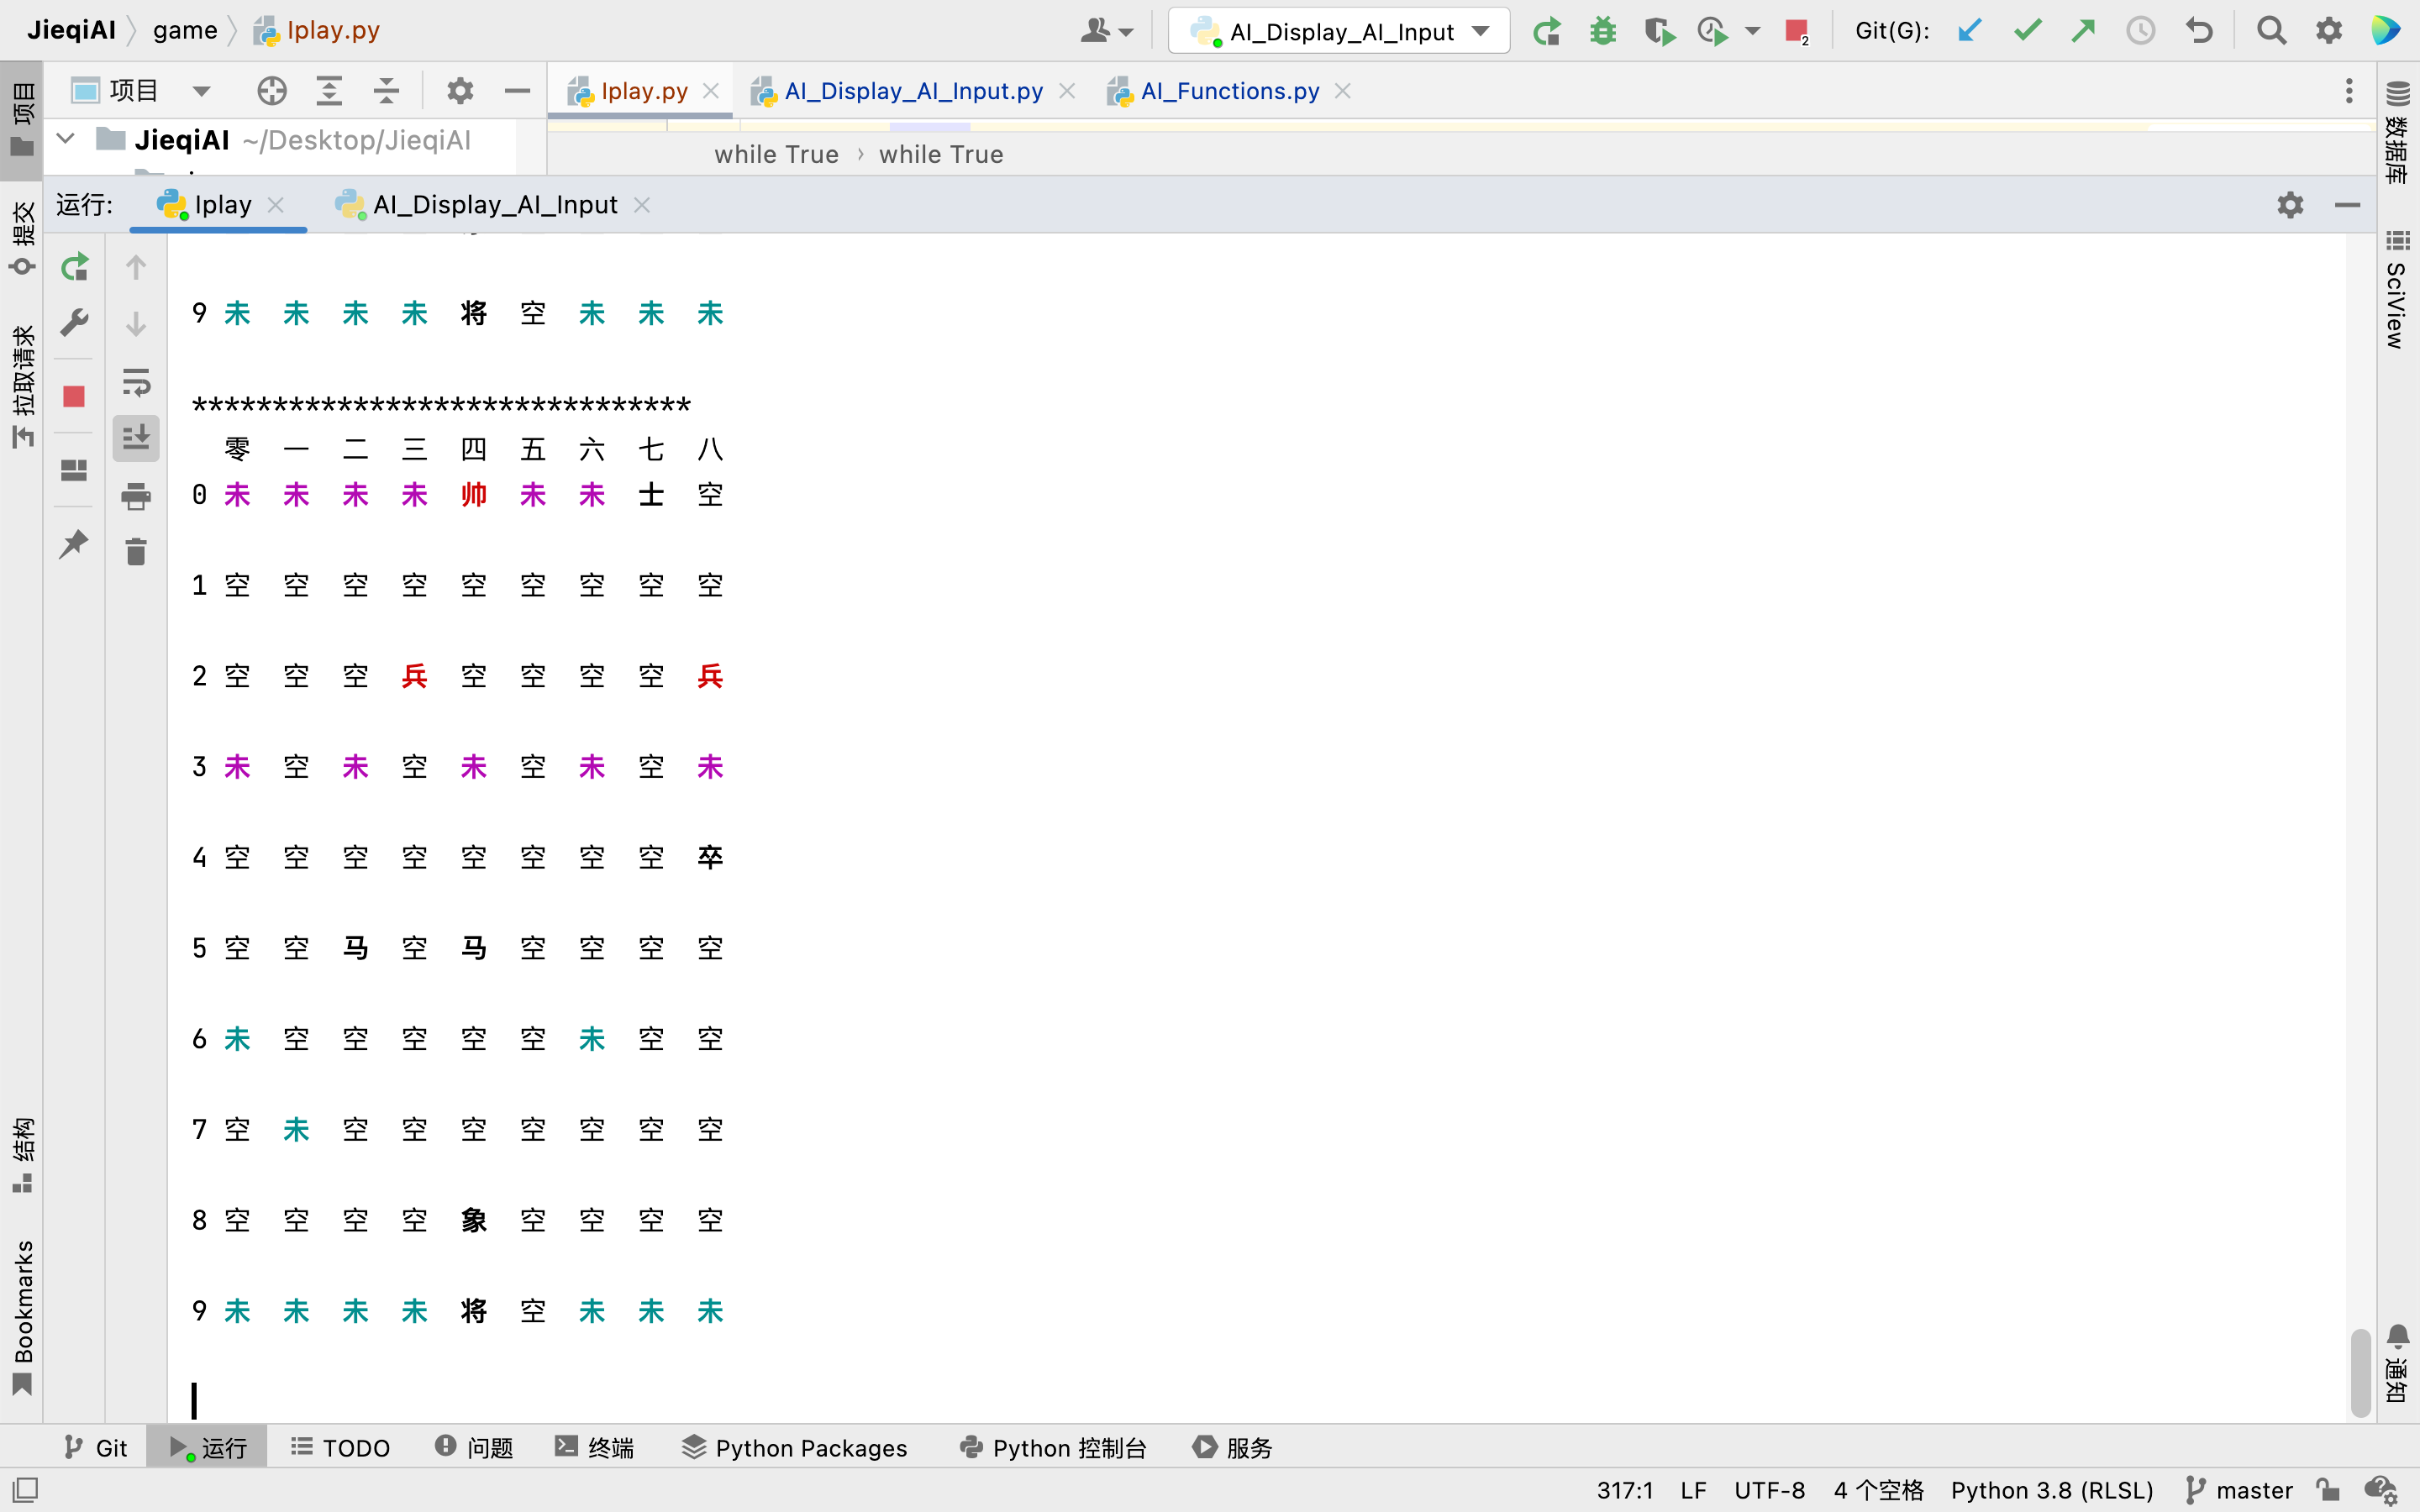 JieqiAI game Iplay.py AI_Display_AI_Input 2 Git(G):
项目 Iplay.py AI_Display_AI_Input.py AI_Functions.py
JieqiAI ~/Desktop/JieqiAI
while True › while True
运行: Iplay AI_Display_AI_Input
项目
提交
拉取请求
结构
Bookmarks
数据库
SciView
通知
9 未 未 未 未 将 空 未 未 未
*******************************
零 一 二 三 四 五 六 七 八
0 未 未 未 未 帅 未 未 士 空
1 空 空 空 空 空 空 空 空 空
2 空 空 空 兵 空 空 空 空 兵
3 未 空 未 空 未 空 未 空 未
4 空 空 空 空 空 空 空 空 卒
5 空 空 马 空 马 空 空 空 空
6 未 空 空 空 空 空 未 空 空
7 空 未 空 空 空 空 空 空 空
8 空 空 空 空 象 空 空 空 空
9 未 未 未 未 将 空 未 未 未
Git 运行 TODO 问题 终端 Python Packages Python 控制台 服务
317:1 LF UTF-8 4 个空格 Python 3.8 (RLSL) master